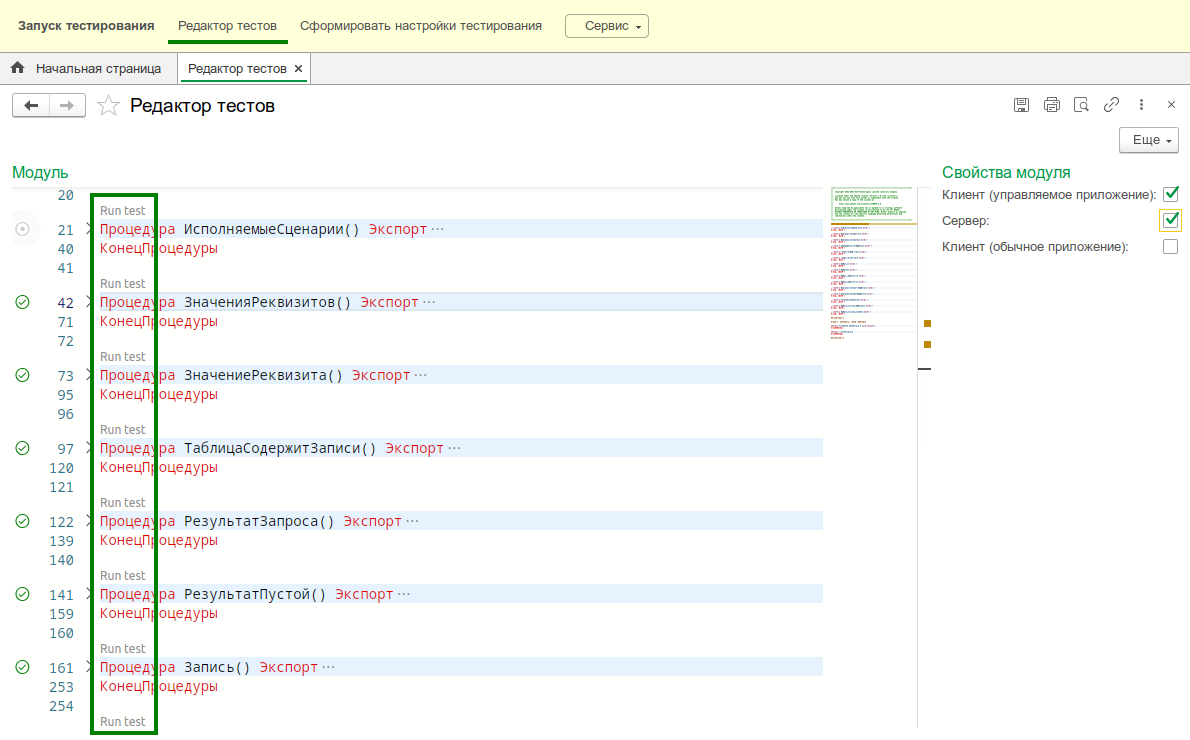 Запуск тестирования Редактор тестов Сформировать настройки тестирования Сервис
Начальная страница Редактор тестов ×
Редактор тестов
Еще
Модуль
Свойства модуля
Клиент (управляемое приложение):
Сервер:
Клиент (обычное приложение):
20
Run test
21 Процедура ИсполняемыеСценарии() Экспорт ···
40 КонецПроцедуры
41
Run test
42 Процедура ЗначенияРеквизитов() Экспорт ···
71 КонецПроцедуры
72
Run test
73 Процедура ЗначениеРеквизита() Экспорт ···
95 КонецПроцедуры
96
Run test
97 Процедура ТаблицаСодержитЗаписи() Экспорт ···
120 КонецПроцедуры
121
Run test
122 Процедура РезультатЗапроса() Экспорт ···
139 КонецПроцедуры
140
Run test
141 Процедура РезультатПустой() Экспорт ···
159 КонецПроцедуры
160
Run test
161 Процедура Запись() Экспорт ···
253 КонецПроцедуры
254
Run test